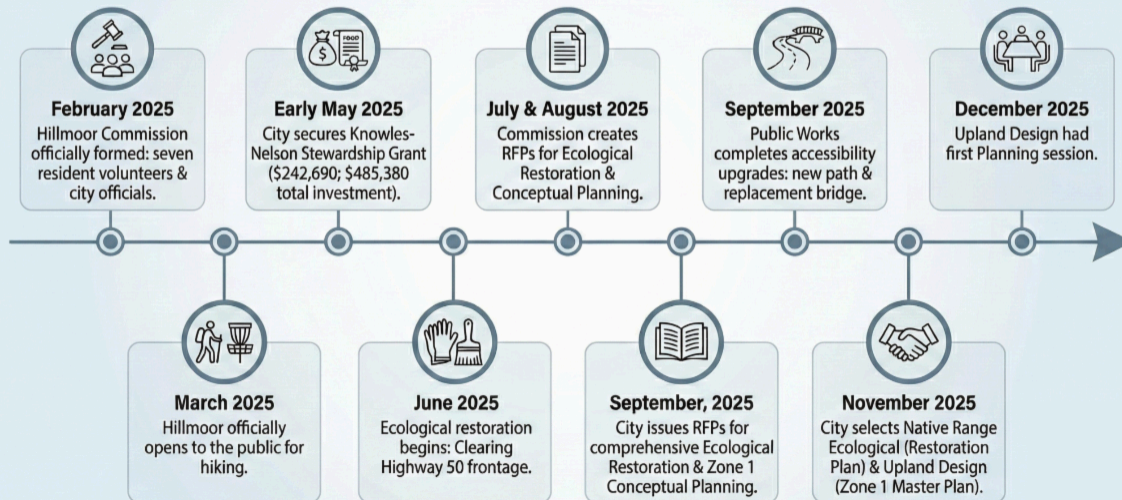 February 2025
Hillmoor Commission
officially formed: seven
resident volunteers &
city officials.
March 2025
Hillmoor officially
opens to the public for
hiking.
FOOD
$
Early May 2025
City secures Knowles-
Nelson Stewardship Grant
($242,690; $485,380
total investment).
June 2025
Ecological restoration
begins: Clearing
Highway 50 frontage.
July & August 2025
Commission creates
RFPs for Ecological
Restoration &
Conceptual Planning.
September, 2025
City issues RFPs for
comprehensive Ecological
Restoration & Zone 1
Conceptual Planning.
September 2025
Public Works
completes accessibility
upgrades: new path &
replacement bridge.
November 2025
City selects Native Range
Ecological (Restoration
Plan) & Upland Design
(Zone 1 Master Plan).
December 2025
Upland Design had
first Planning session.